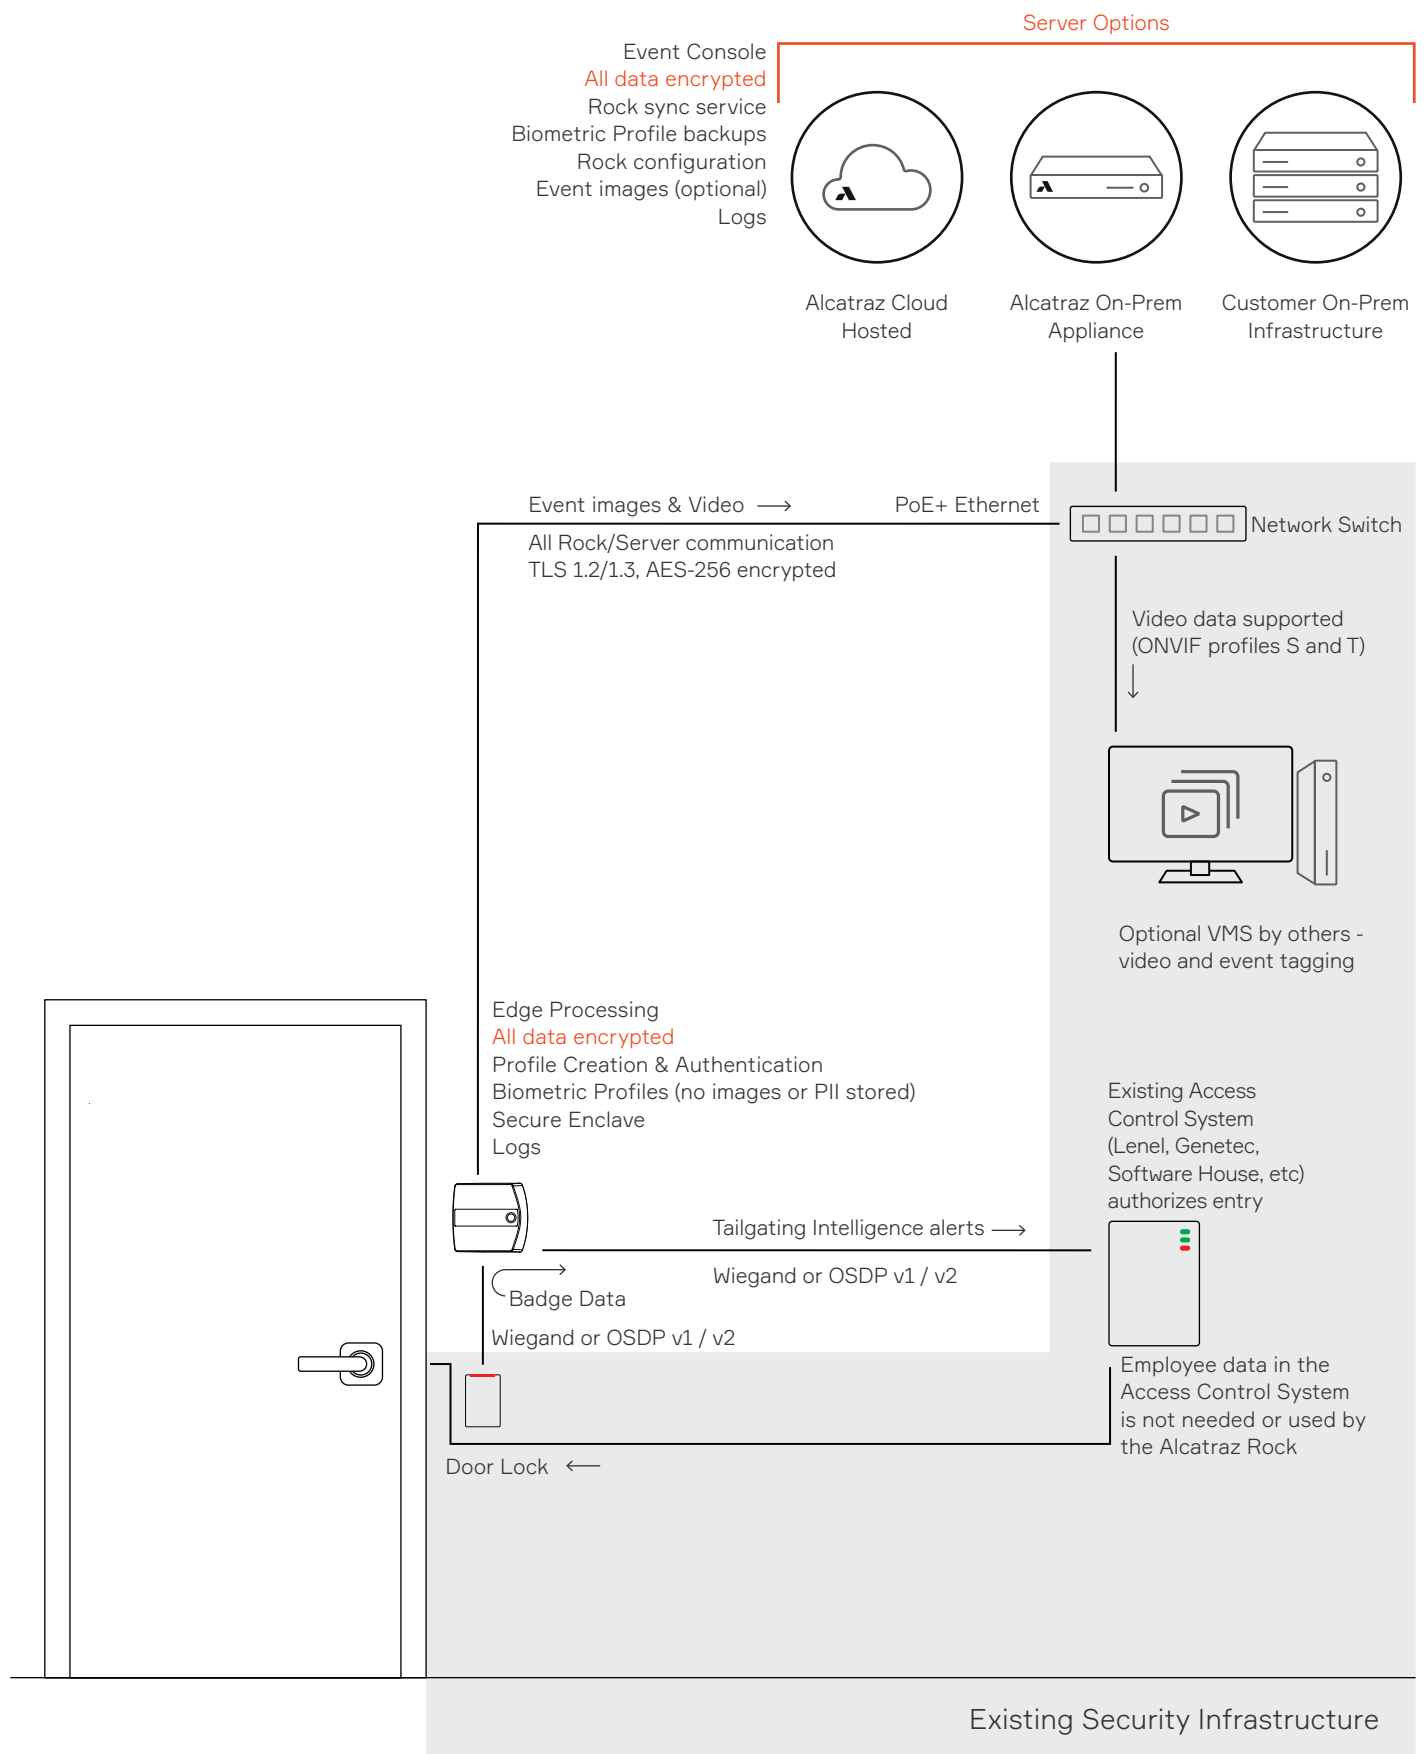 Server Options
Event Console
All data encrypted
Rock sync service
Biometric Profile backups
Rock configuration
Event images (optional)
Logs
Alcatraz Cloud
Hosted
Alcatraz On-Prem
Appliance
Customer On-Prem
Infrastructure
Event images & Video
PoE+ Ethernet
Network Switch
All Rock/Server communication
TLS 1.2/1.3, AES-256 encrypted
Video data supported
(ONVIF profiles S and T)
Optional VMS by others -
video and event tagging
Edge Processing
All data encrypted
Profile Creation & Authentication
Biometric Profiles (no images or PII stored)
Secure Enclave
Logs
Existing Access
Control System
(Lenel, Genetec,
Software House, etc)
authorizes entry
Tailgating Intelligence alerts
Wiegand or OSDP v1 / v2
Badge Data
Wiegand or OSDP v1 / v2
Employee data in the
Access Control System
is not needed or used by
the Alcatraz Rock
Door Lock
Existing Security Infrastructure